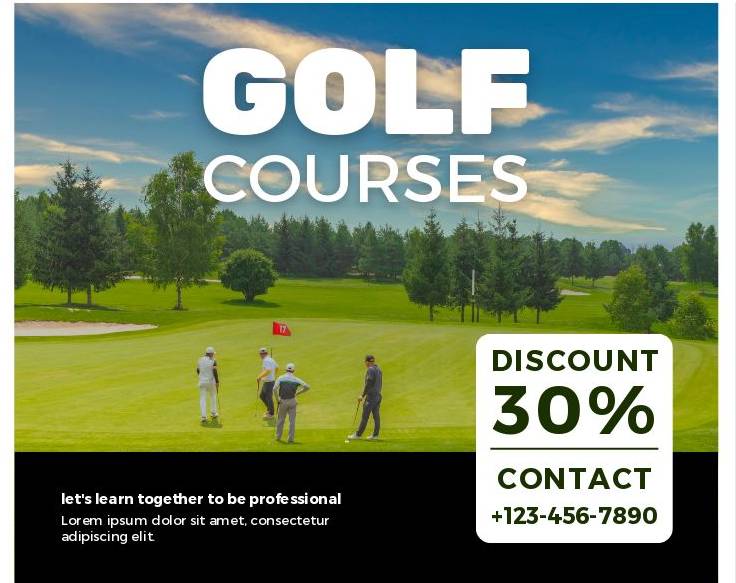 GOLF
COURSES
17
DISCOUNT
30%
CONTACT
+123-456-7890
let's learn together to be professional
Lorem ipsum dolor sit amet, consectetur
adipiscing elit.